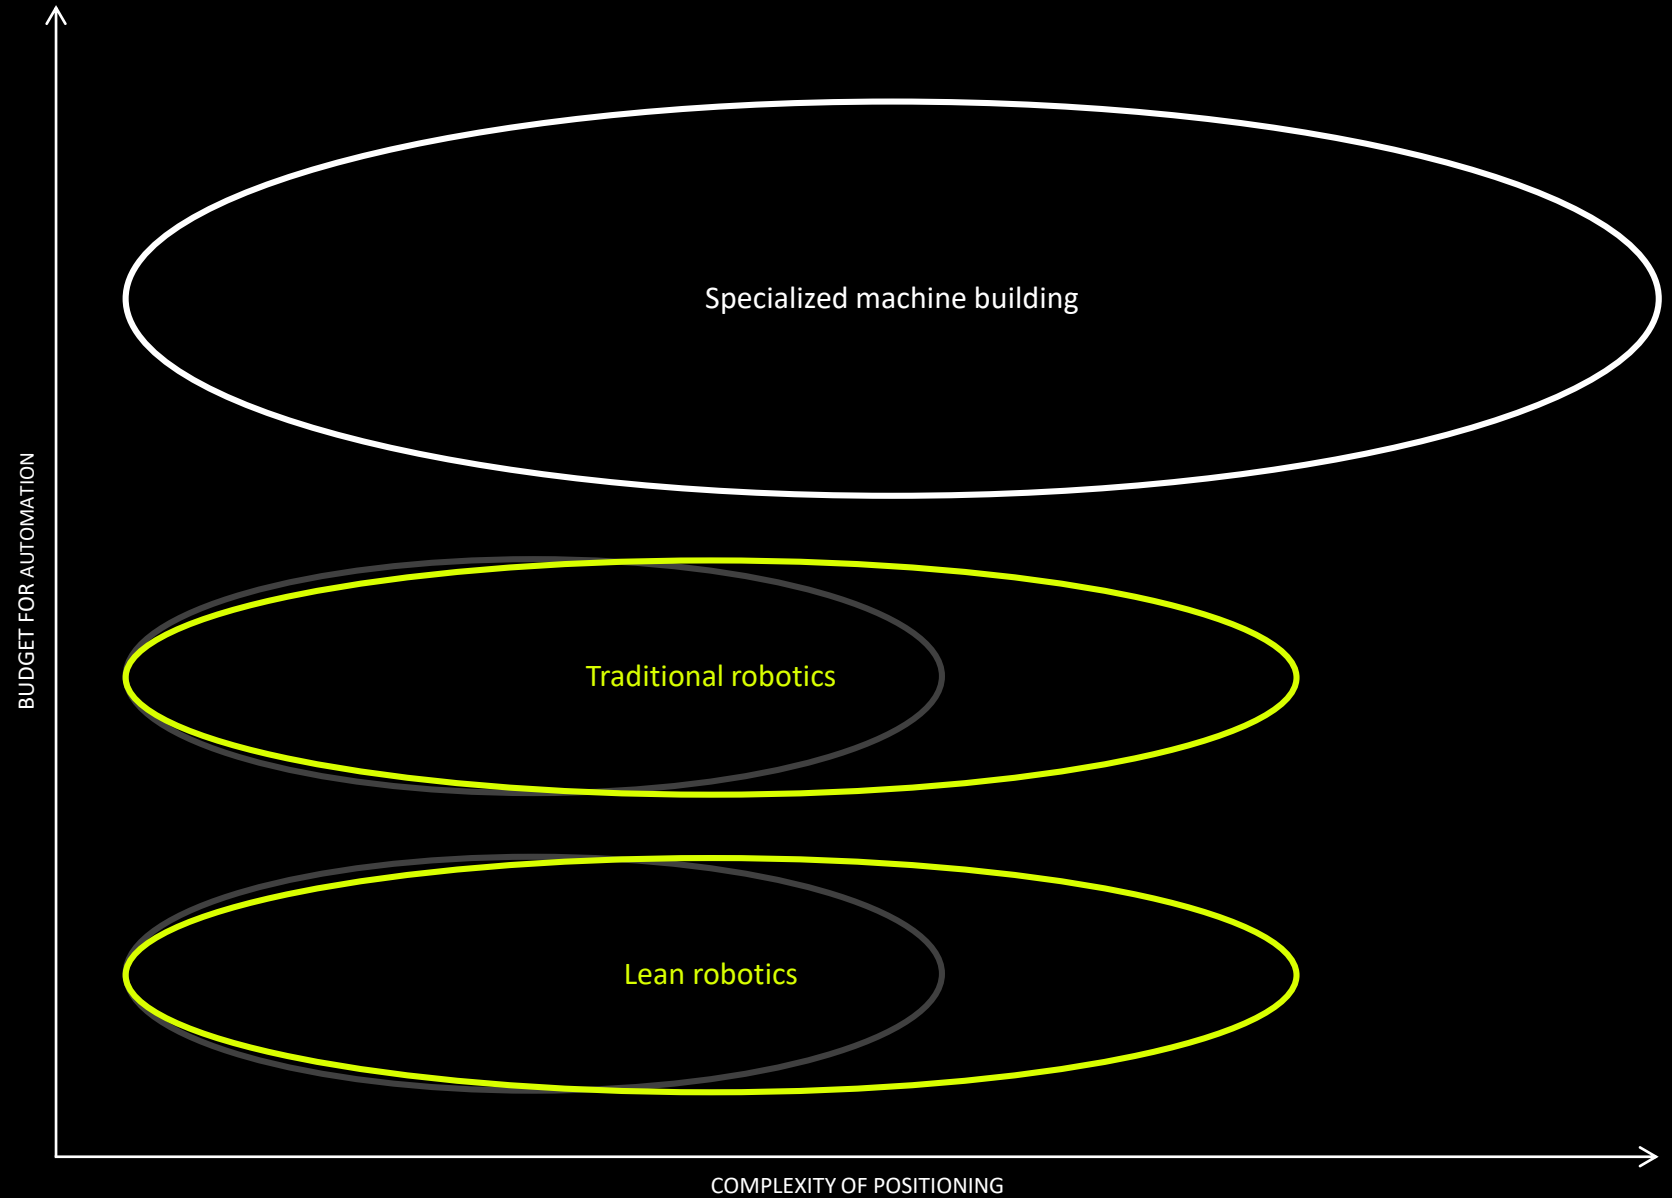 Specialized machine building
BUDGET FOR AUTOMATION
Traditional robotics
Lean robotics
COMPLEXITY OF POSITIONING